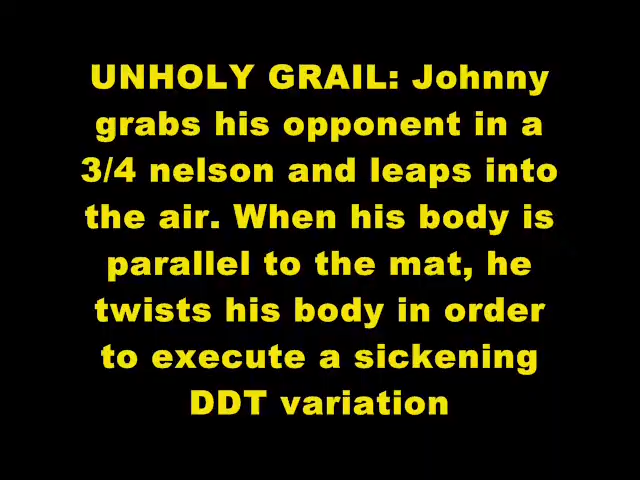 UNHOLY GRAIL: Johnny
grabs his opponent in a
3/4 nelson and leaps into
the air. When his body is
parallel to the mat, he
twists his body in order
to execute a sickening
DDT variation